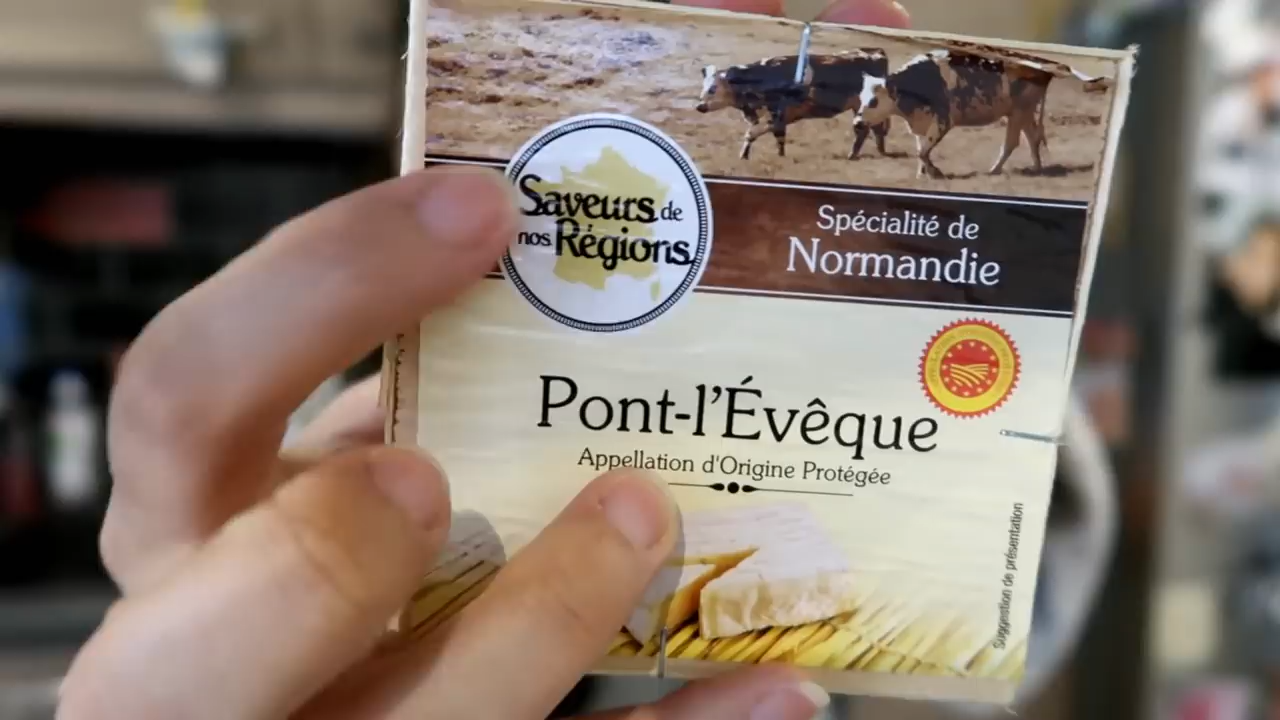 Saveurs de
nos Régions
Spécialité de
Normandie
Pont-l'Évêque
Appellation d'Origine Protégée
Suggestion de présentation